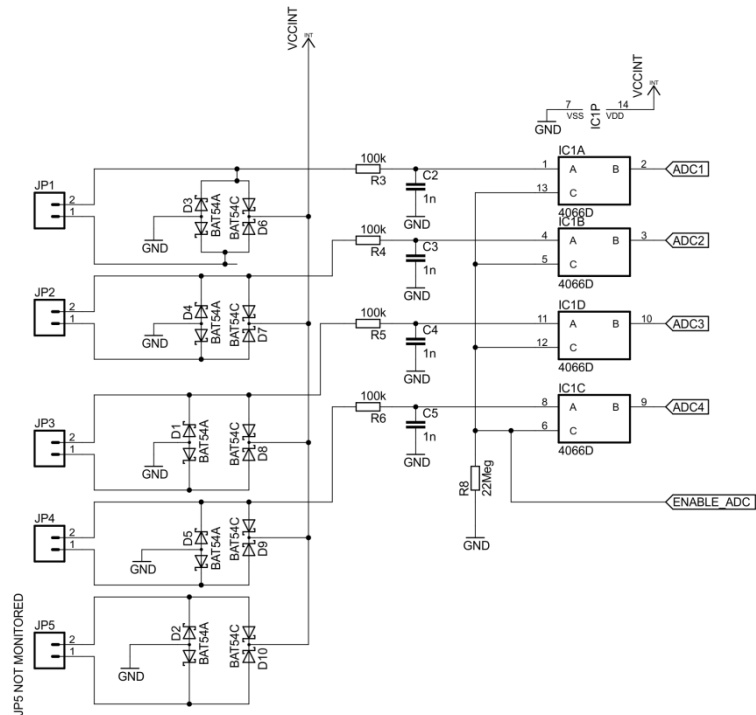 VCCINT
INT
VCCINT
INT
7
VSS
IC1P
14
VDD
GND
JP1
2
1
GND
D3
BAT54A
BAT54C
D6
100k
R3
C2
1n
GND
IC1A
1
A
B
2
ADC1
13
C
4066D
JP2
2
1
GND
D4
BAT54A
BAT54C
D7
100k
R4
C3
1n
GND
IC1B
4
A
B
3
ADC2
5
C
4066D
JP3
2
1
GND
D1
BAT54A
BAT54C
D8
100k
R5
C4
1n
GND
IC1D
11
A
B
10
ADC3
12
C
4066D
JP4
2
1
GND
D5
BAT54A
BAT54C
D9
100k
R6
C5
1n
GND
IC1C
8
A
B
9
ADC4
6
C
4066D
R8
22Meg
GND
ENABLE_ADC
JP5 NOT MONITORED
JP5
2
1
GND
D2
BAT54A
BAT54C
D10